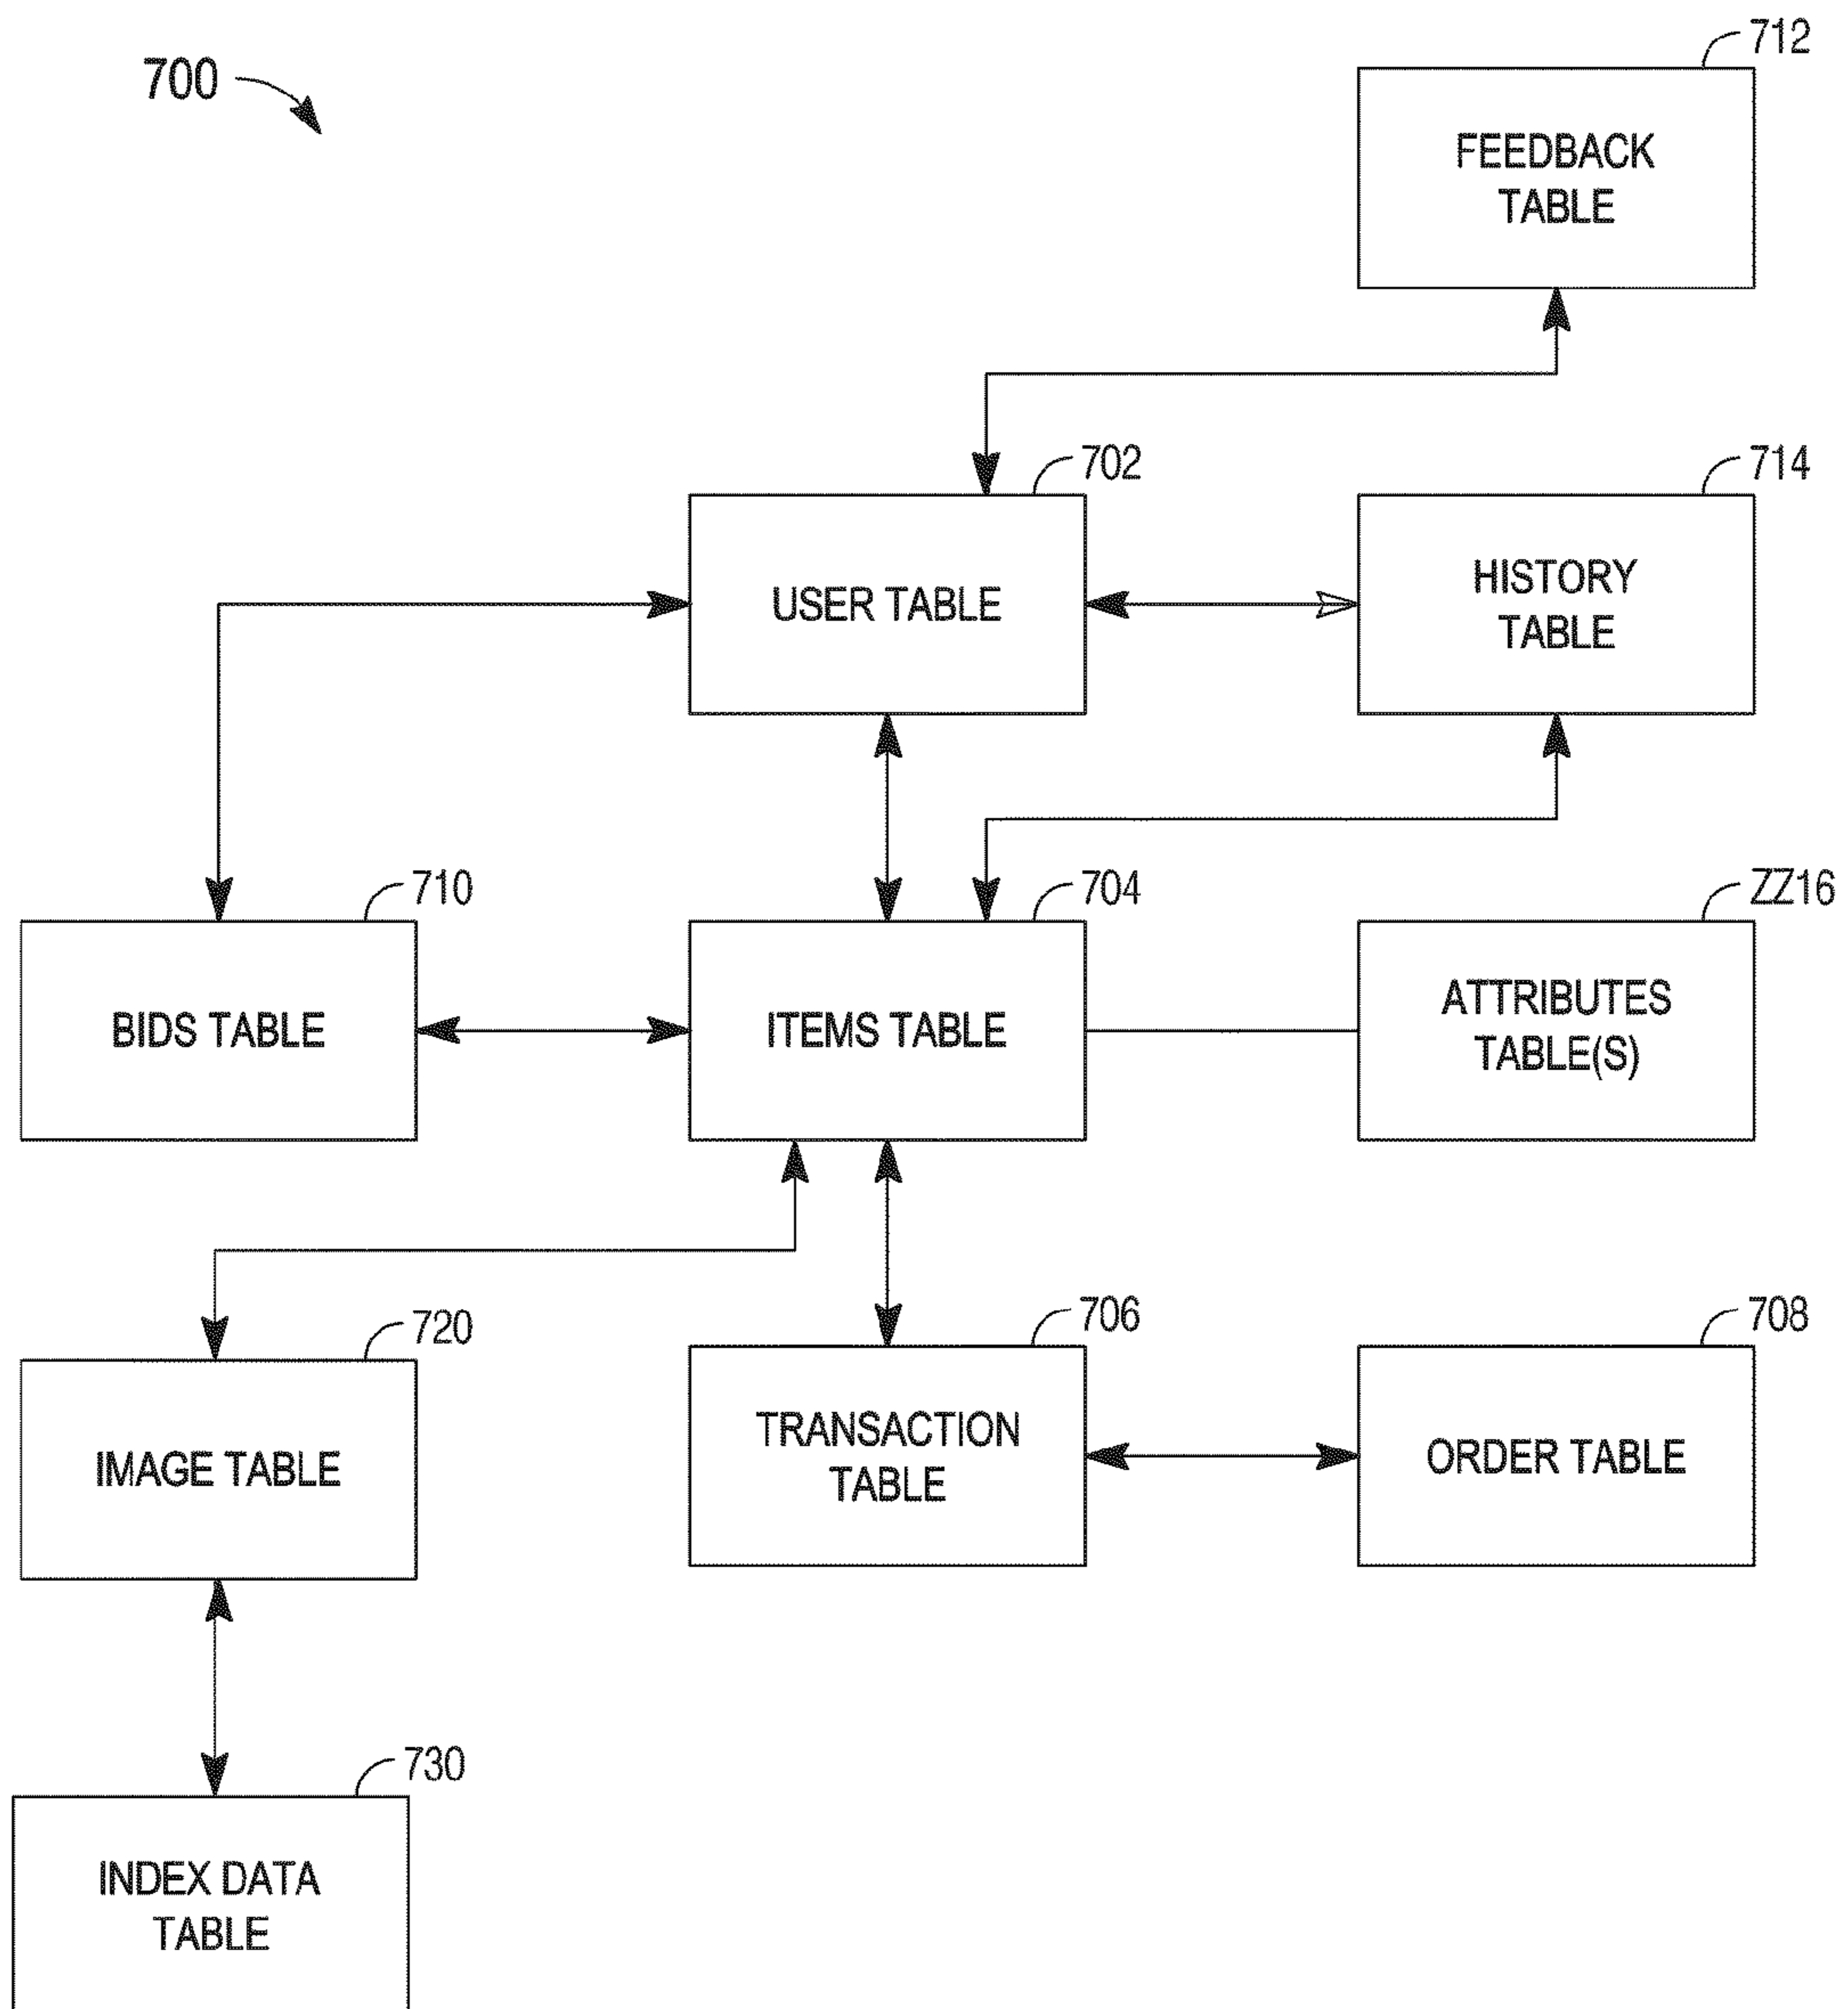 712
700
FEEDBACK
TABLE
702
714
USER TABLE
HISTORY
TABLE
710
704
ZZ16
BIDS TABLE
ITEMS TABLE
ATTRIBUTES
TABLE(S)
720
706
708
IMAGE TABLE
TRANSACTION
TABLE
ORDER TABLE
730
INDEX DATA
TABLE